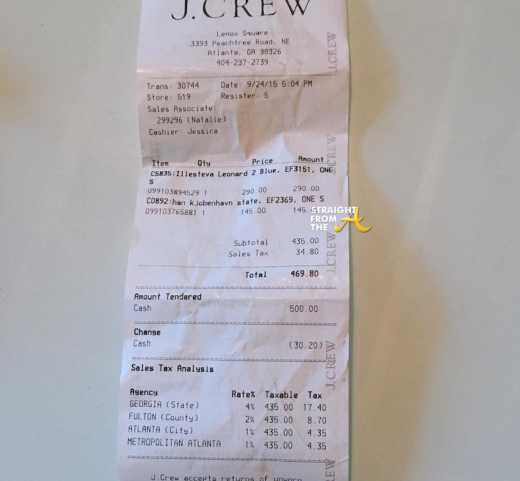 J.CREW
Lenox Square
3393 Peachtree Road, NE
Atlanta, GA 30326
404-237-2739
Trans: 30744 Date: 9/24/15 5:04 PM
Store: 519 Register: 5
Sales Associate:
299296 (Natalie)
Cashier: Jessica
Item Qty Price Amount
C6836:Illesteva Leonard 2 Blue, EF3151, ONE
S
099103894529 1 290.00 290.00
C0892:han kjobenhavn state, EF2369, ONE S
099103765881 1 145.00 145
STRAIGHT
FROM
THE A
Subtotal 435.00
Sales Tax 34.80
Total 469.80
Amount Tendered
Cash 500.00
Change
Cash (30.20)
Sales Tax Analysis
Agency Rate% Taxable Tax
GEORGIA (State) 4% 435.00 17.40
FULTON (County) 2% 435.00 8.70
ATLANTA (City) 1% 435.00 4.35
METROPOLITAN ATLANTA 1% 435.00 4.35
J.Crew accepts returns of unworn
J.CREW
J.CREW
J.CREW
J.CREW